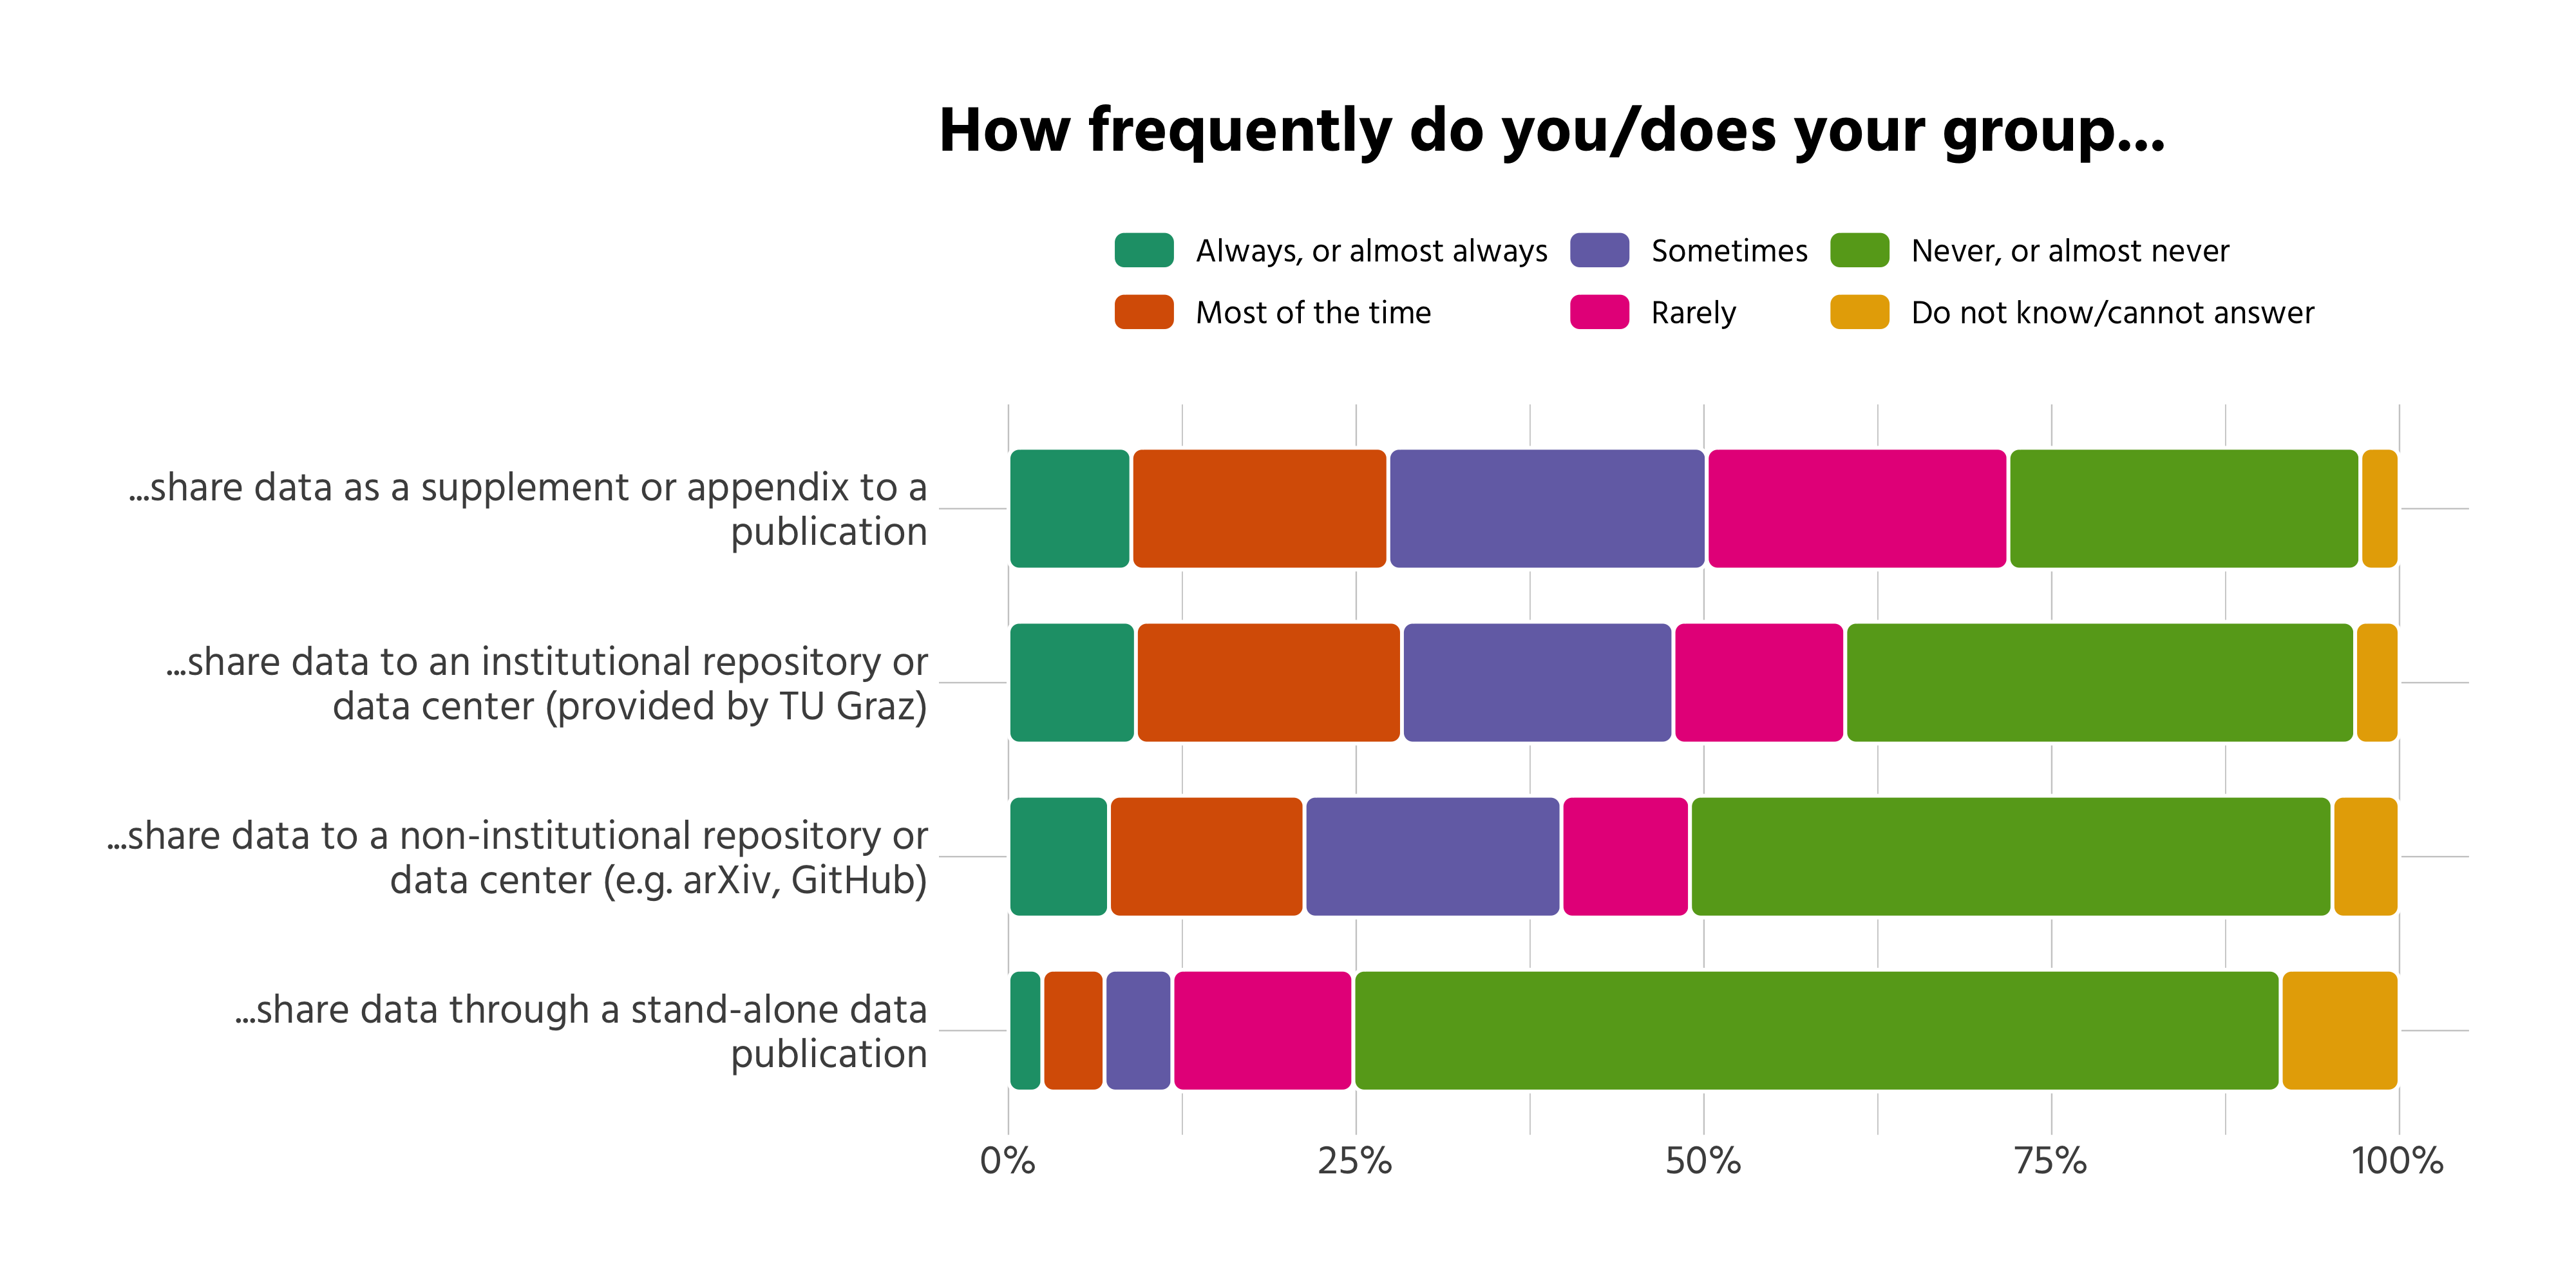 How frequently do you/does your group...
Always, or almost always
Sometimes
Never, or almost never
Most of the time
Rarely
Do not know/cannot answer
...share data as a supplement or appendix to a
publication
...share data to an institutional repository or
data center (provided by TU Graz)
...share data to a non-institutional repository or
data center (e.g. arXiv, GitHub)
...share data through a stand-alone data
publication
0%
25%
50%
75%
100%